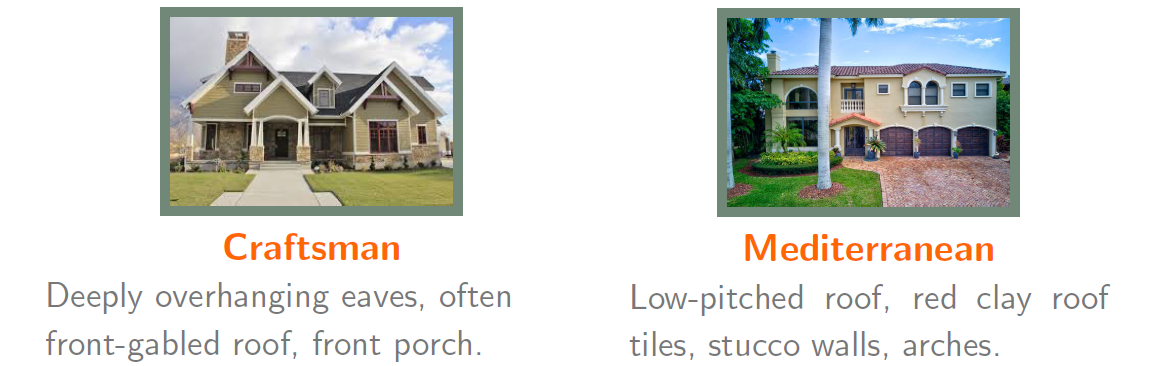 Craftsman
Deeply overhanging eaves, often
front-gabled roof, front porch.
Mediterranean
Low-pitched roof, red clay roof
tiles, stucco walls, arches.